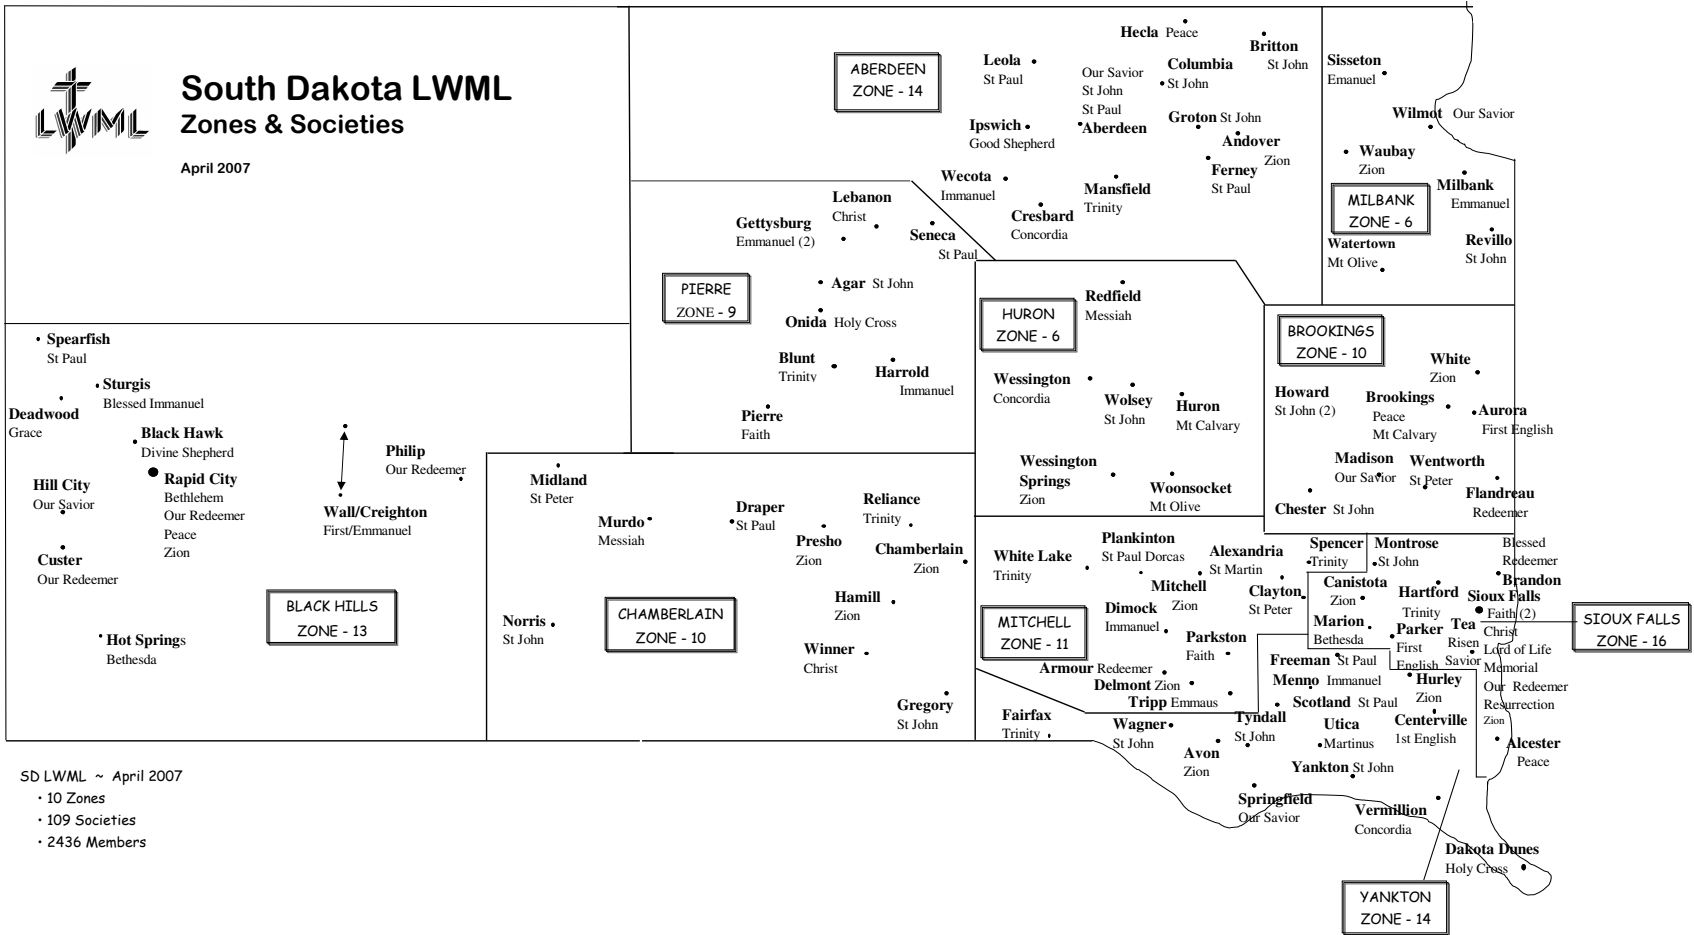 LWML
South Dakota LWML
Zones & Societies
April 2007
ABERDEEN
ZONE - 14
Hecla Peace
Britton
St John
Leola
St Paul
Columbia
St John
Our Savior
St John
St Paul
Aberdeen
Groton St John
Ipswich
Good Shepherd
Andover
Zion
Ferney
St Paul
Wecota
Immanuel
Mansfield
Trinity
Cresbard
Concordia
Sisseton
Emanuel
Wilmot Our Savior
Waubay
Zion
Milbank
Emmanuel
MILBANK
ZONE - 6
Watertown
Mt Olive
Revillo
St John
Lebanon
Christ
Gettysburg
Emmanuel (2)
Seneca
St Paul
PIERRE
ZONE - 9
Agar St John
Onida Holy Cross
Blunt
Trinity
Harrold
Immanuel
Pierre
Faith
HURON
ZONE - 6
Redfield
Messiah
Wessington
Concordia
Wolsey
St John
Huron
Mt Calvary
Wessington
Springs
Zion
Woonsocket
Mt Olive
BROOKINGS
ZONE - 10
White
Zion
Howard
St John (2)
Brookings
Peace
Mt Calvary
Aurora
First English
Madison
Our Savior
Wentworth
St Peter
Flandreau
Redeemer
Chester St John
Spearfish
St Paul
Sturgis
Blessed Immanuel
Deadwood
Grace
Black Hawk
Divine Shepherd
Rapid City
Bethlehem
Our Redeemer
Peace
Zion
Hill City
Our Savior
Custer
Our Redeemer
Philip
Our Redeemer
Wall/Creighton
First/Emmanuel
BLACK HILLS
ZONE - 13
Hot Springs
Bethesda
Midland
St Peter
Murdo
Messiah
Draper
St Paul
Presho
Zion
Reliance
Trinity
Chamberlain
Zion
Hamill
Zion
CHAMBERLAIN
ZONE - 10
Norris
St John
Winner
Christ
Gregory
St John
White Lake
Trinity
Plankinton
St Paul Dorcas
Alexandria
St Martin
Mitchell
Zion
Clayton
St Peter
Dimock
Immanuel
MITCHELL
ZONE - 11
Parkston
Faith
Armour Redeemer
Delmont Zion
Tripp Emmaus
Spencer
Trinity
Montrose
St John
Canistota
Zion
Hartford
Trinity
Blessed
Redeemer
Brandon
Sioux Falls
Faith (2)
Christ
Lord of Life
Memorial
Our Redeemer
Resurrection
Zion
SIOUX FALLS
ZONE - 16
Marion
Bethesda
Parker
First
English
Tea
Risen
Savior
Freeman St Paul
Menno Immanuel
Hurley
Zion
Scotland St Paul
Fairfax
Trinity
Wagner
St John
Tyndall
St John
Utica
Martinus
Centerville
1st English
Avon
Zion
Alcester
Peace
Yankton St John
Springfield
Our Savior
Vermillion
Concordia
Dakota Dunes
Holy Cross
YANKTON
ZONE - 14
SD LWML ~ April 2007
• 10 Zones
• 109 Societies
• 2436 Members